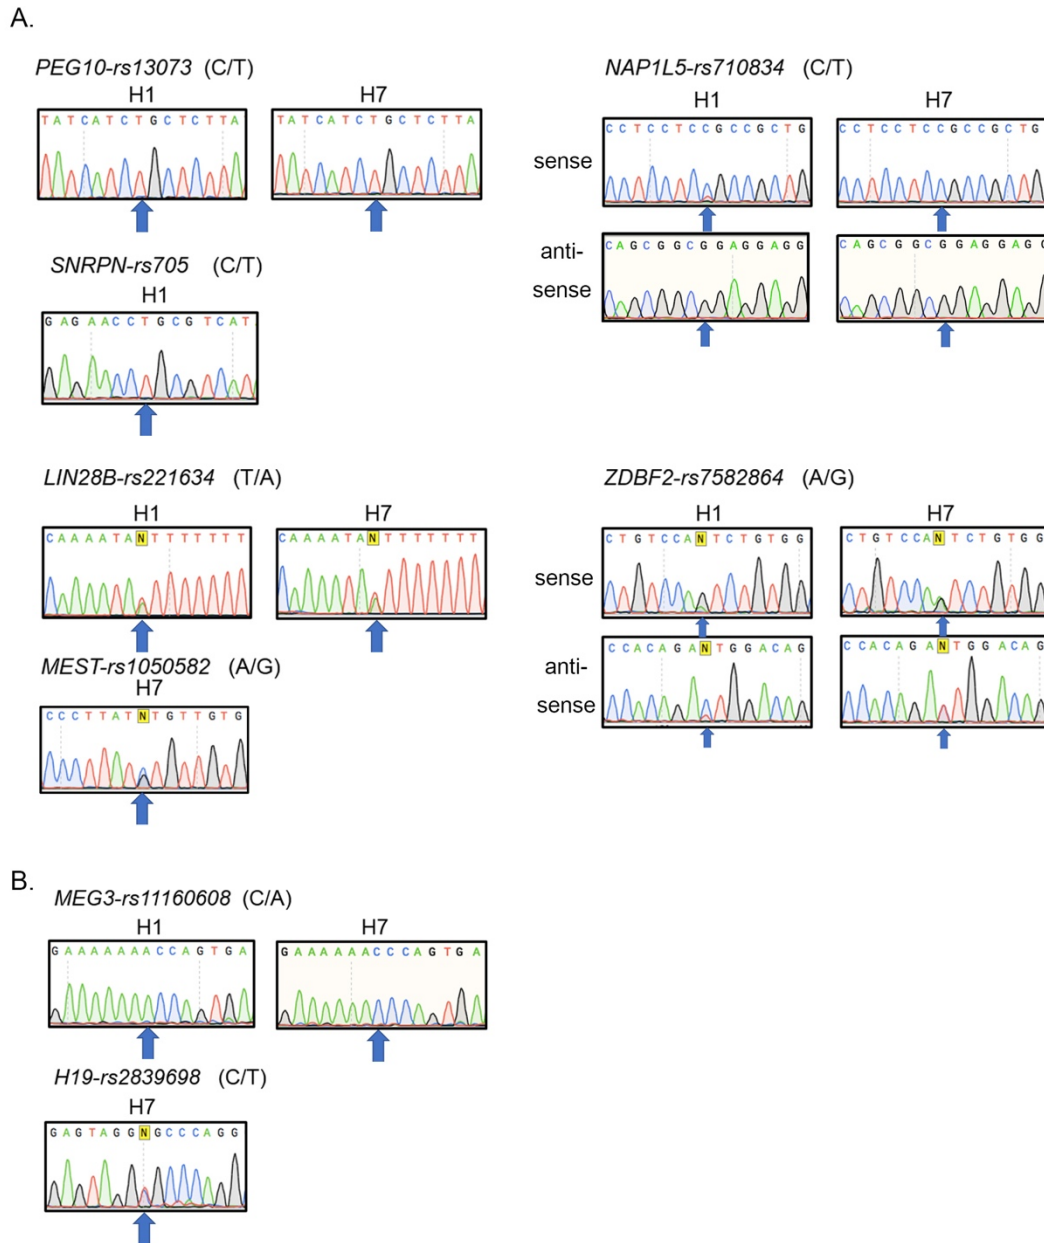 A.
PEG10-rs13073 (C/T)
H1 H7
TATCATCTGCTCTTA TATCATCTGCTCTTA
SNRPN-rs705 (C/T)
H1
GAGAACCTGCGTCAT
NAP1L5-rs710834 (C/T)
H1 H7
sense
CCTCCTCCGCCGCTG CCTCCTCCGCCGCTG
anti-
sense
CAGCGGCGGAGGAGG CAGCGGCGGAGGAGG
LIN28B-rs221634 (T/A)
H1 H7
CAAAATANTTTTTTT CAAAATANTTTTTTT
MEST-rs1050582 (A/G)
H7
CCCTTATNTGTTGTG
ZDBF2-rs7582864 (A/G)
H1 H7
sense
CTGTCCANTCTGTGG CTGTCCANTCTGTGG
anti-
sense
CCACAGANTGGACAG CCACAGANTGGACAG
B.
MEG3-rs11160608 (C/A)
H1 H7
GAAAAAAACCAGTGA GAAAAAACCCAGTGA
H19-rs2839698 (C/T)
H7
GAGTAGGNGCCCAGG